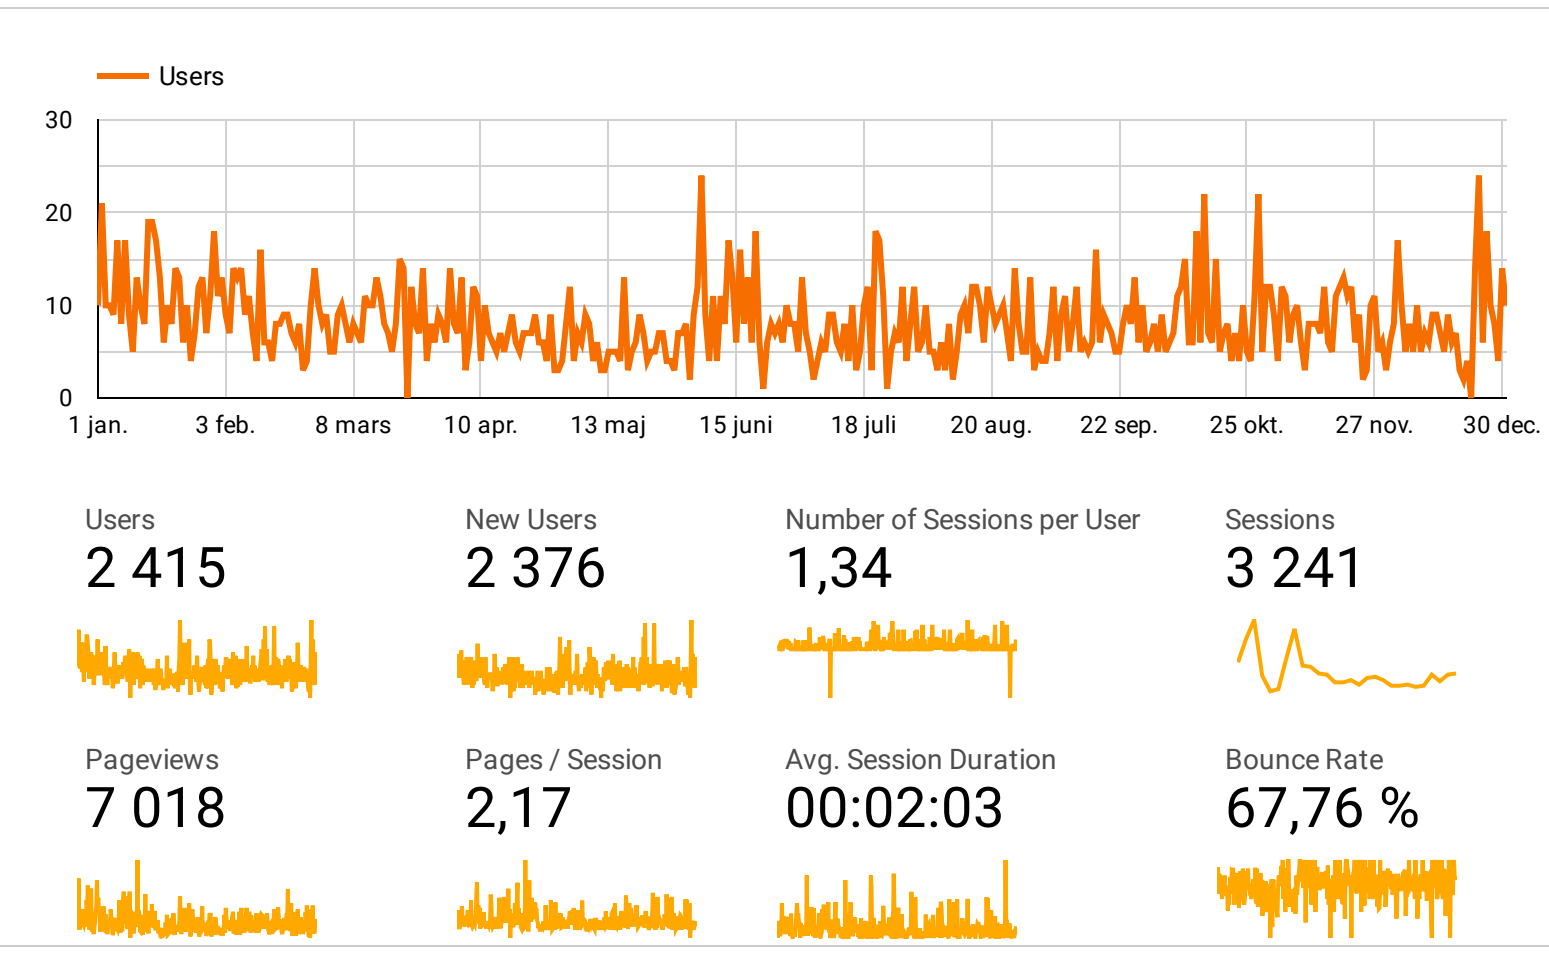 Users
30
20
10
0
1 jan. 3 feb. 8 mars 10 apr. 13 maj 15 juni 18 juli 20 aug. 22 sep. 25 okt. 27 nov. 30 dec.
Users New Users Number of Sessions per User Sessions
2 415 2 376 1,34 3 241
Pageviews Pages / Session Avg. Session Duration Bounce Rate
7 018 2,17 00:02:03 67,76 %